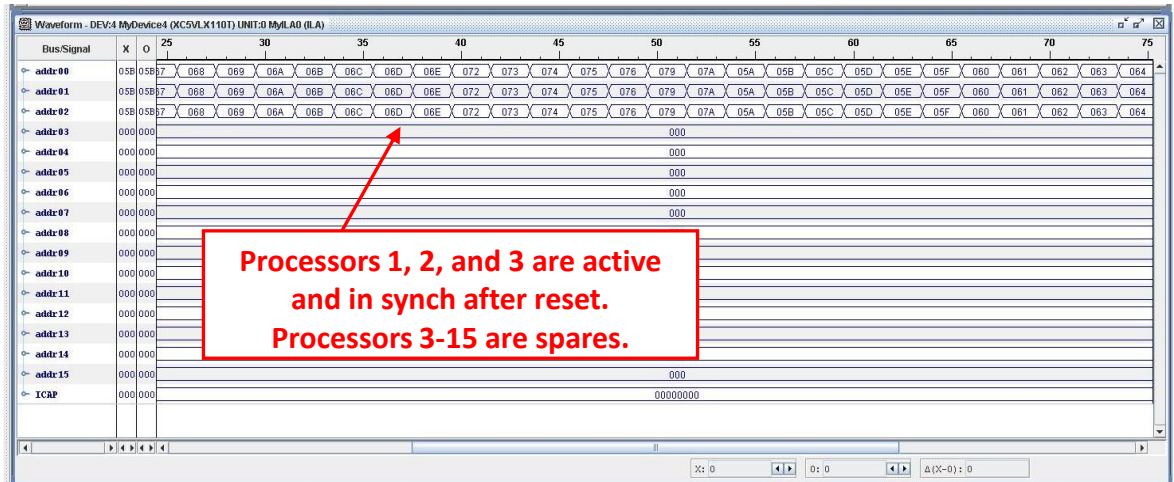 Waveform - DEV:4 MyDevice4 (XC5VLX110T) UNIT:0 MyILA0 (ILA)
Bus/Signal X O 25 30 35 40 45 50 55 60 65 70 75
addr00 05B 05B 67 068 069 06A 06B 06C 06D 06E 072 073 074 075 076 079 07A 05A 05B 05C 05D 05E 05F 060 061 062 063 064
addr01 05B 05B 67 068 069 06A 06B 06C 06D 06E 072 073 074 075 076 079 07A 05A 05B 05C 05D 05E 05F 060 061 062 063 064
addr02 05B 05B 67 068 069 06A 06B 06C 06D 06E 072 073 074 075 076 079 07A 05A 05B 05C 05D 05E 05F 060 061 062 063 064
addr03 000 000 000
addr04 000 000 000
addr05 000 000 000
addr06 000 000 000
addr07 000 000 000
addr08 000 000
addr09 000 000
addr10 000 000
addr11 000 000
addr12 000 000
addr13 000 000
addr14 000 000
addr15 000 000 000
ICAP 000 000 00000000
Processors 1, 2, and 3 are active
and in synch after reset.
Processors 3-15 are spares.
X: 0 O: 0 Δ(X-O): 0